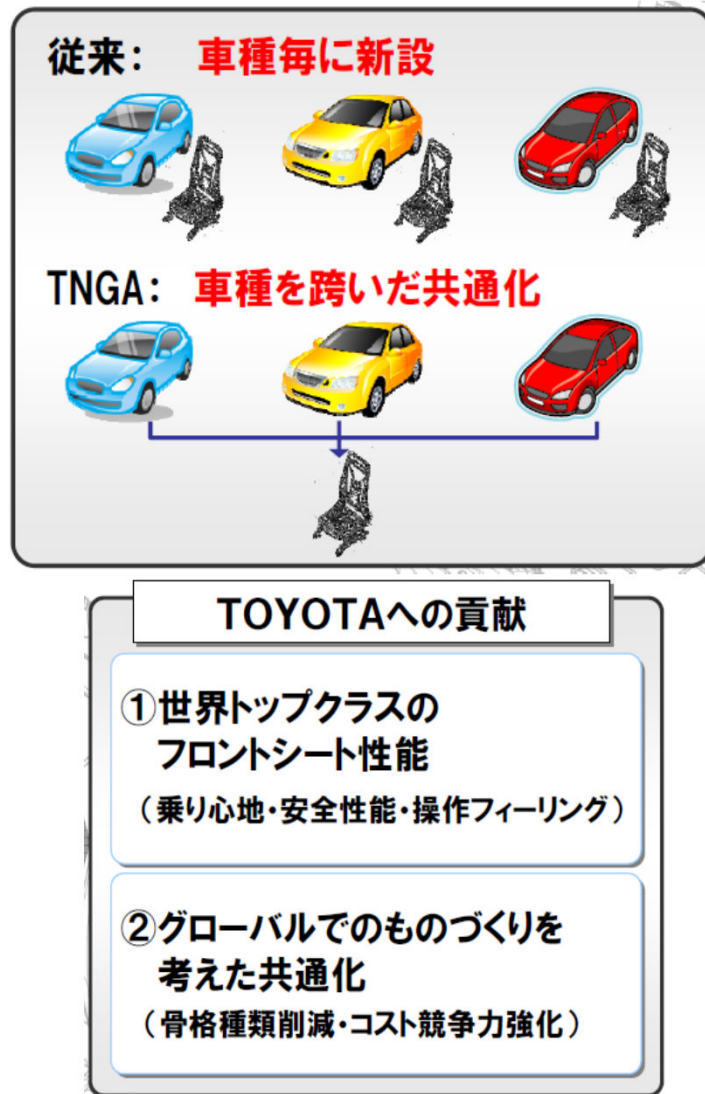 従来： 車種毎に新設
TNGA： 車種を跨いだ共通化
TOYOTAへの貢献
①世界トップクラスの
フロントシート性能
（乗り心地・安全性能・操作フィーリング）
②グローバルでのものづくりを
考えた共通化
（骨格種類削減・コスト競争力強化）